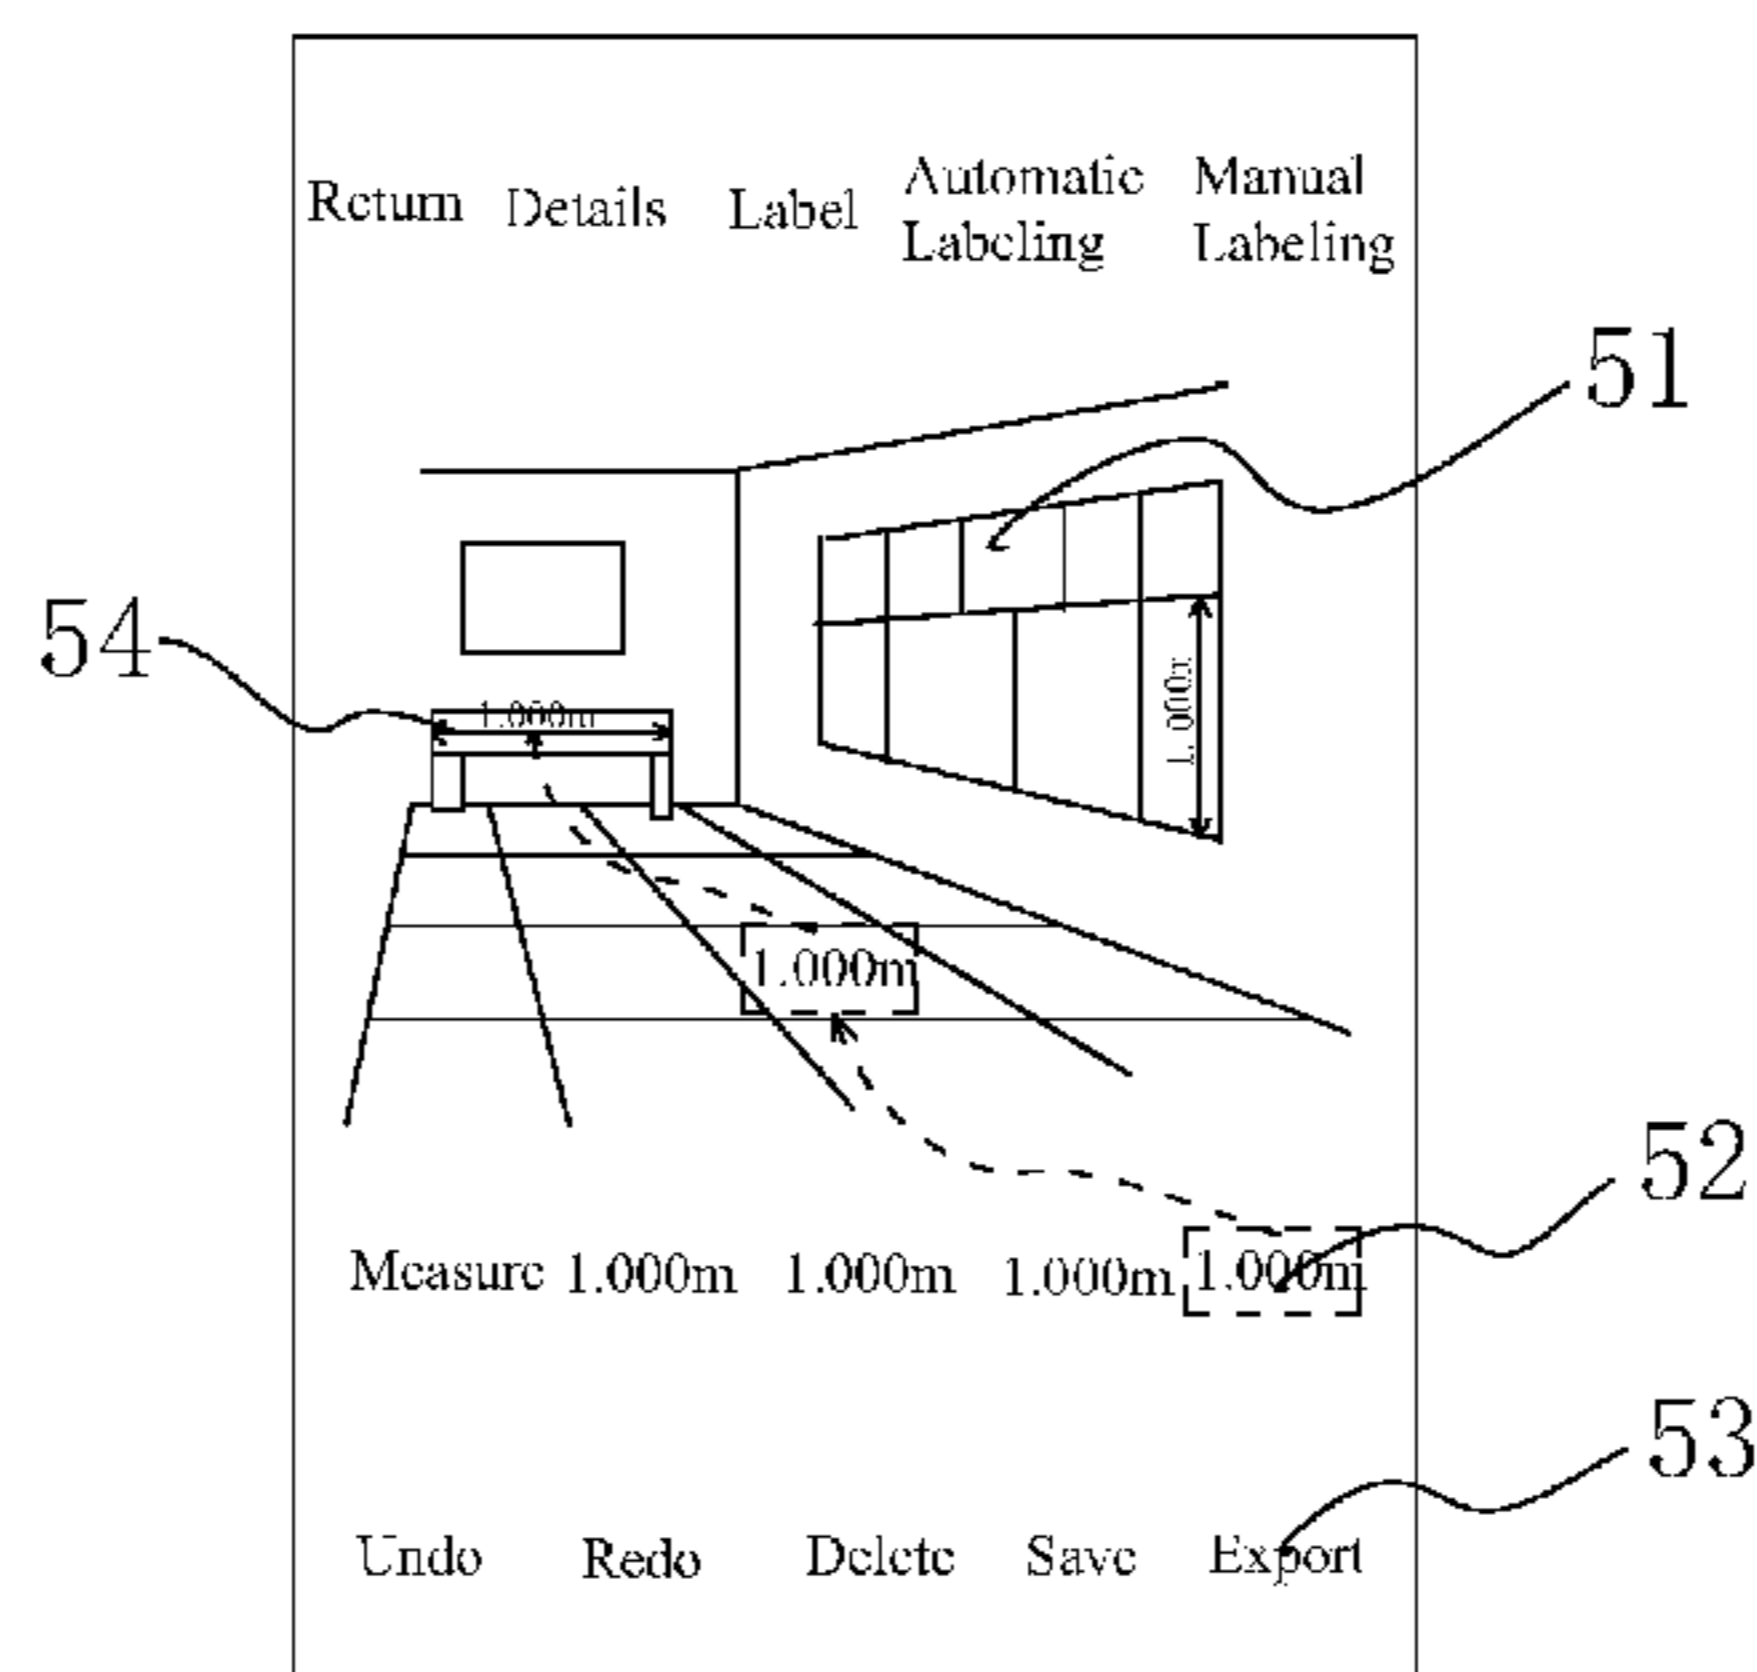 Return Details Label Automatic Labeling Manual Labeling
51
54
1.000m
1.000m
1.000m
52
Measure 1.000m 1.000m 1.000m 1.000m
53
Undo Redo Delete Save Export